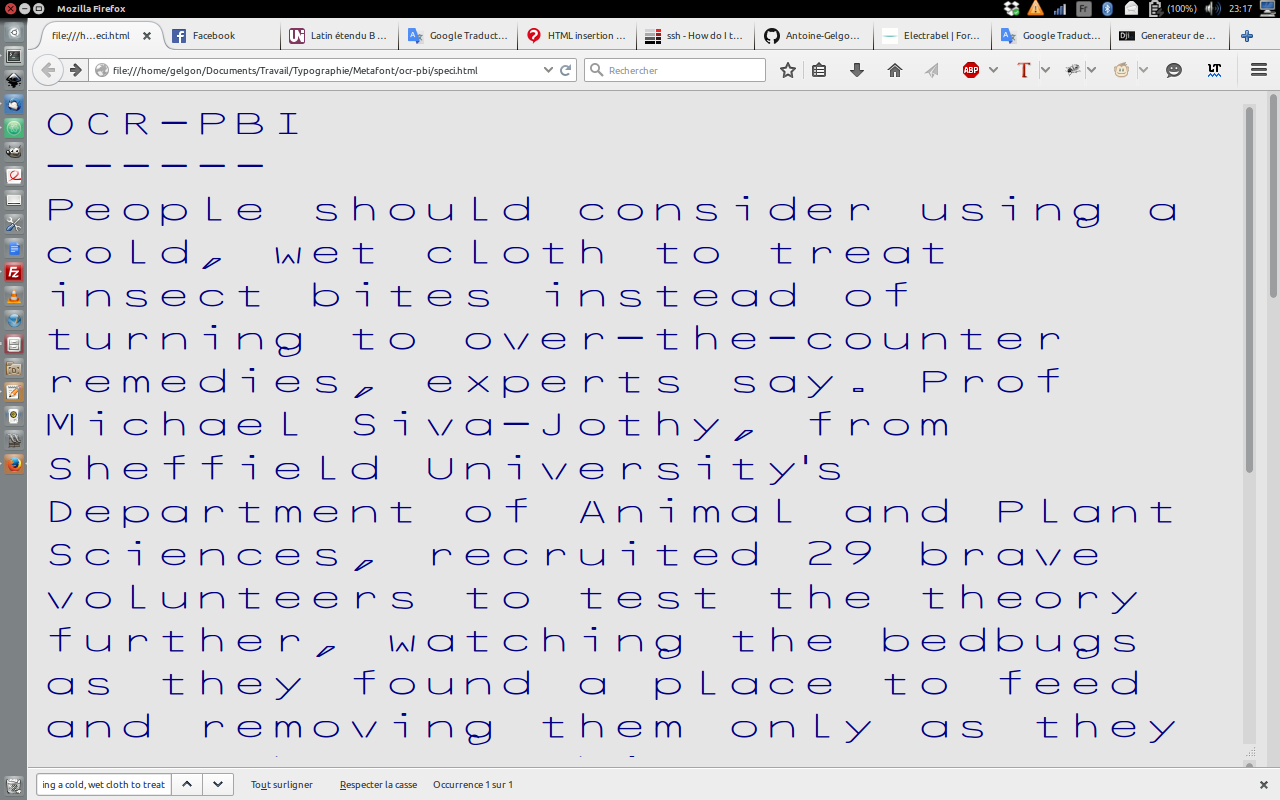 Mozilla Firefox
Fr
(100%)
23:17
file:///h...eci.html
Facebook
Latin étendu B ...
Google Traduct...
HTML insertion ...
ssh - How do I t...
Antoine-Gelgo...
Electrabel | For...
Google Traduct...
Generateur de ...
file:///home/gelgon/Documents/Travail/Typographie/Metafont/ocr-pbi/speci.html
Rechercher
ABP
T
LT
OCR-PBI
------
People should consider using a
cold, wet cloth to treat
insect bites instead of
turning to over-the-counter
remedies, experts say. Prof
Michael Siva-Jothy, from
Sheffield University's
Department of Animal and Plant
Sciences, recruited 29 brave
volunteers to test the theory
further, watching the bedbugs
as they found a place to feed
and removing them only as they
ing a cold, wet cloth to treat
Tout surligner
Respecter la casse
Occurrence 1 sur 1